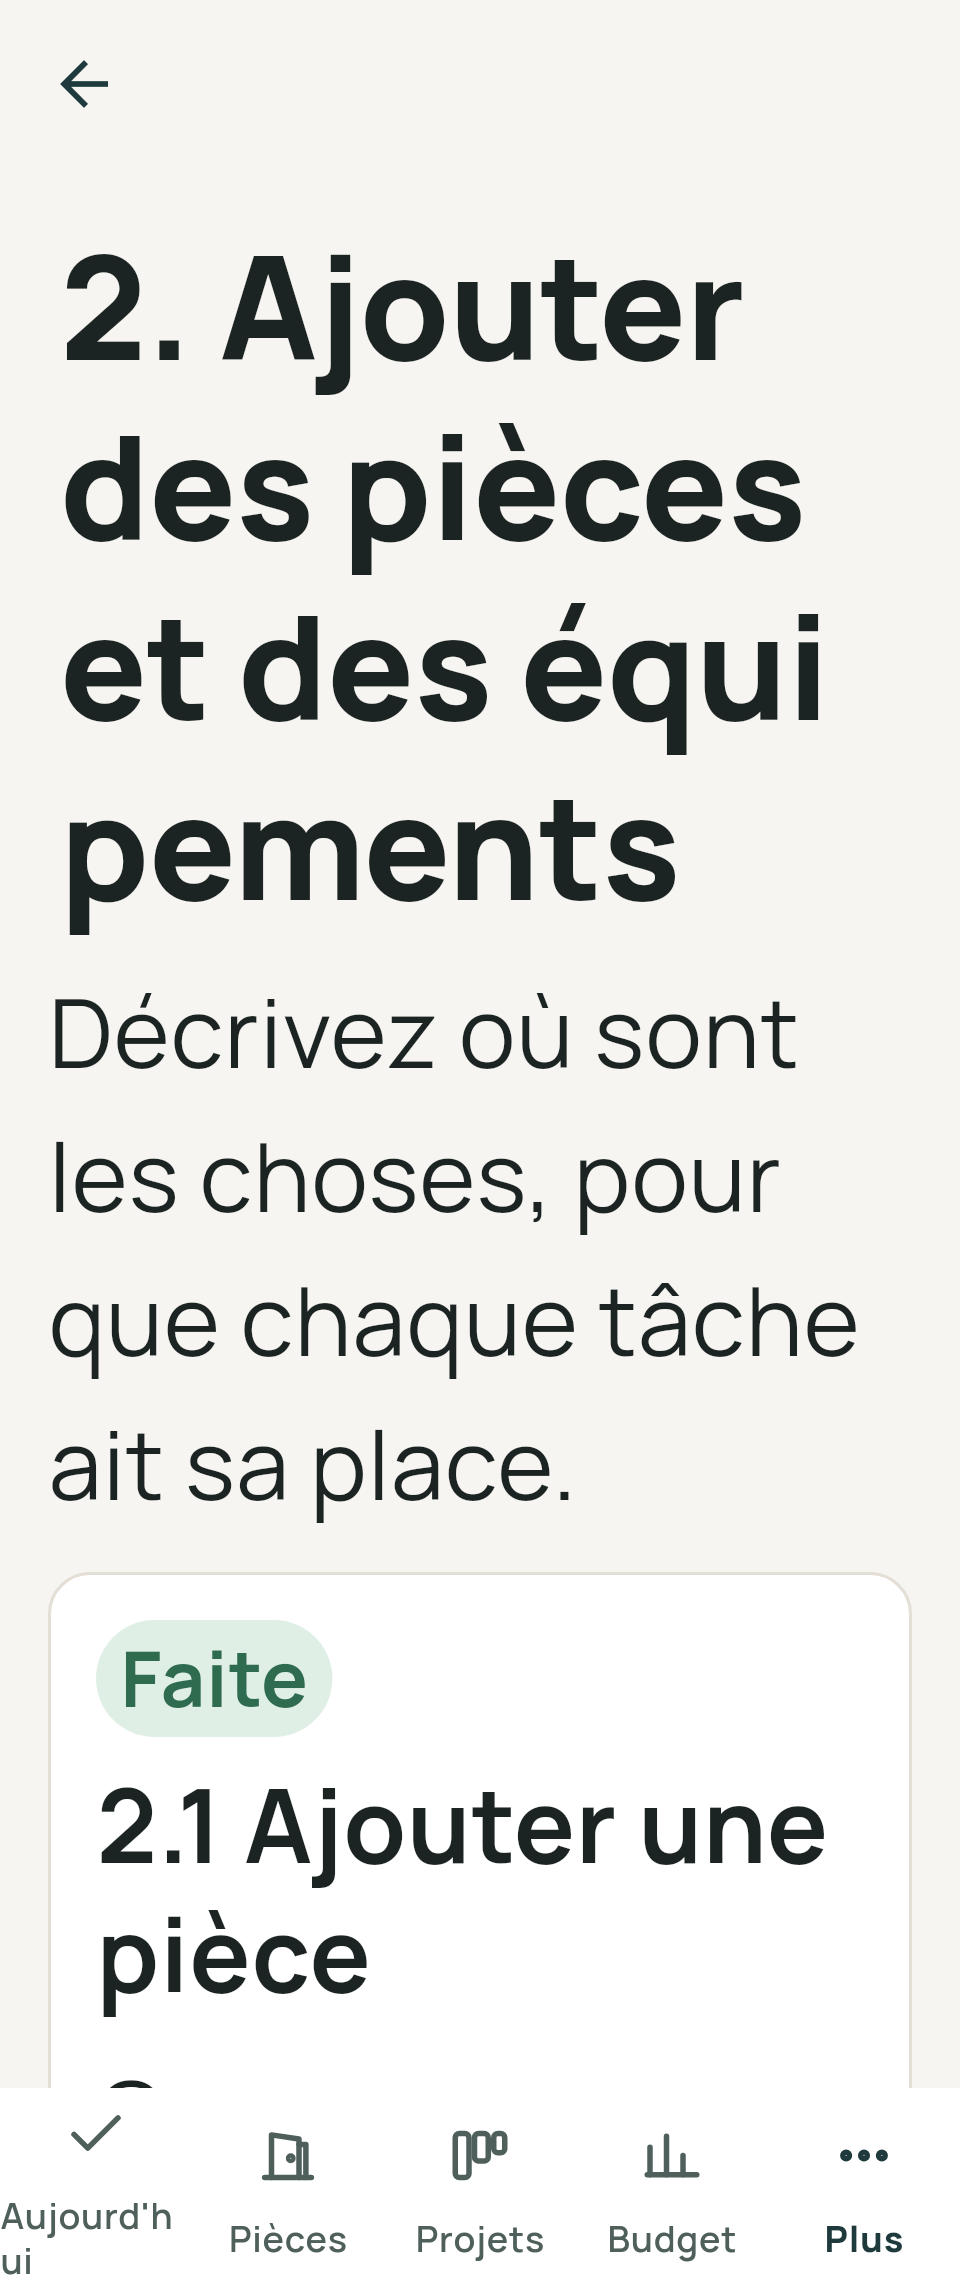 2. Ajouter
des pièces
et des équi
pements
Décrivez où sont
les choses, pour
que chaque tâche
ait sa place.
Faite
2.1 Ajouter une
pièce
Aujourd'h
ui
Pièces
Projets
Budget
Plus